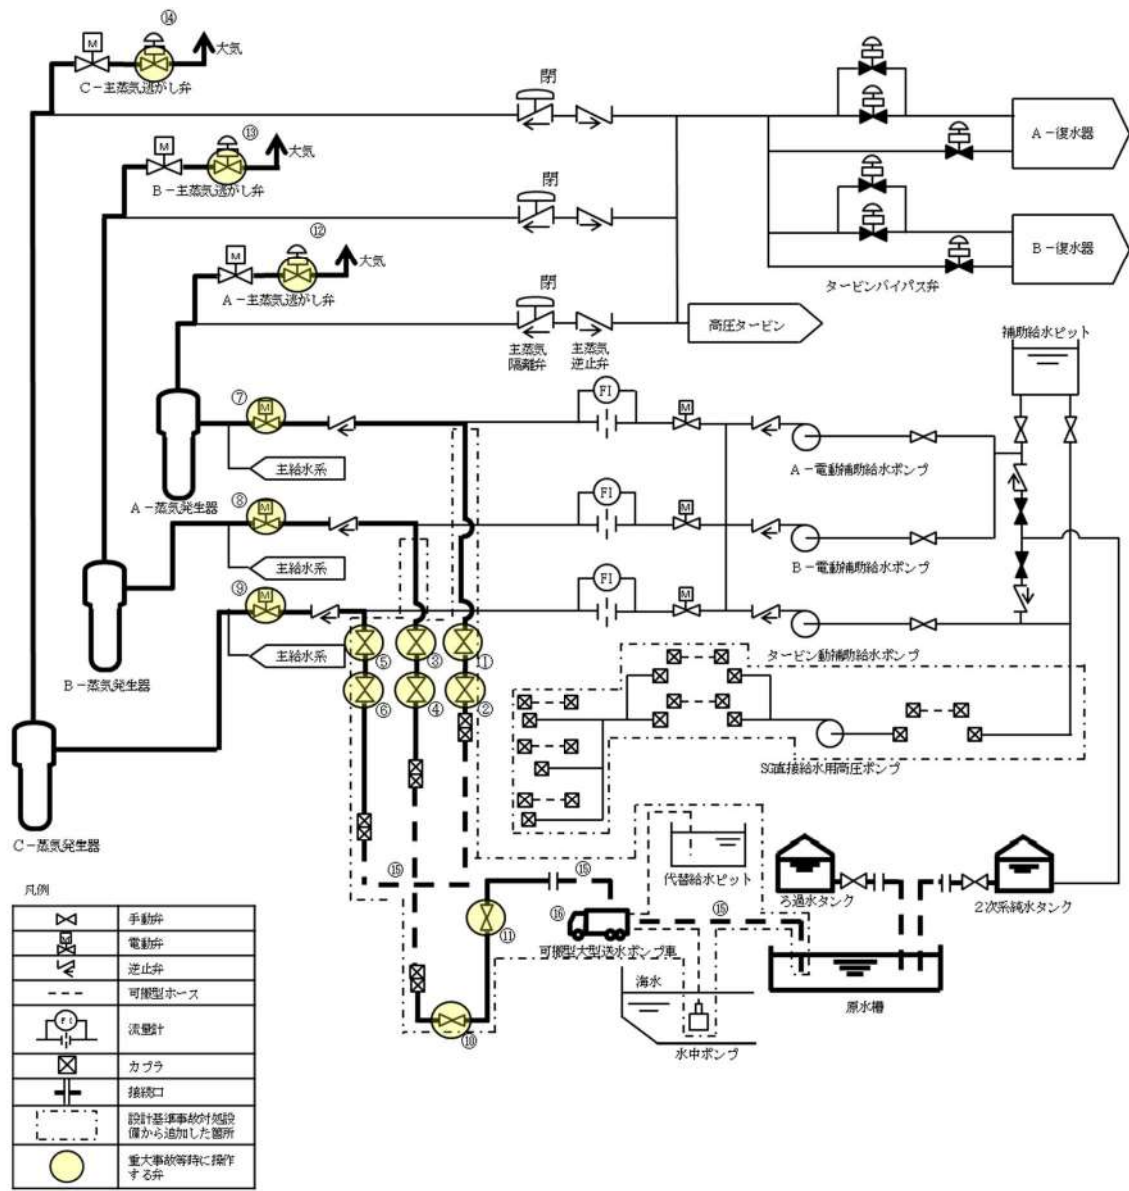 ⑭
M
大気
C-主蒸気逃がし弁
閉
A-復水器
⑬
M
大気
B-主蒸気逃がし弁
閉
B-復水器
⑫
M
大気
A-主蒸気逃がし弁
タービンバイパス弁
閉
高圧タービン
主蒸気
隔離弁
主蒸気
逆止弁
補助給水ピット
⑦
M
FI
M
主給水系
A-電動補助給水ポンプ
A-蒸気発生器
⑧
M
FI
M
主給水系
B-電動補助給水ポンプ
⑨
M
FI
M
主給水系
タービン動補助給水ポンプ
B-蒸気発生器
⑤
③
①
⑥
④
②
SG直接給水用高圧ポンプ
C-蒸気発生器
代替給水ピット
ろ過水タンク
2次系純水タンク
⑮
⑮
⑮
⑯
⑪
可搬型大型送水ポンプ車
海水
原水槽
⑩
水中ポンプ
凡例
手動弁
電動弁
逆止弁
可搬型ホース
FI
流量計
カプラ
接続口
設計基準事故対処設
備から追加した箇所
重大事故等時に操作
する弁